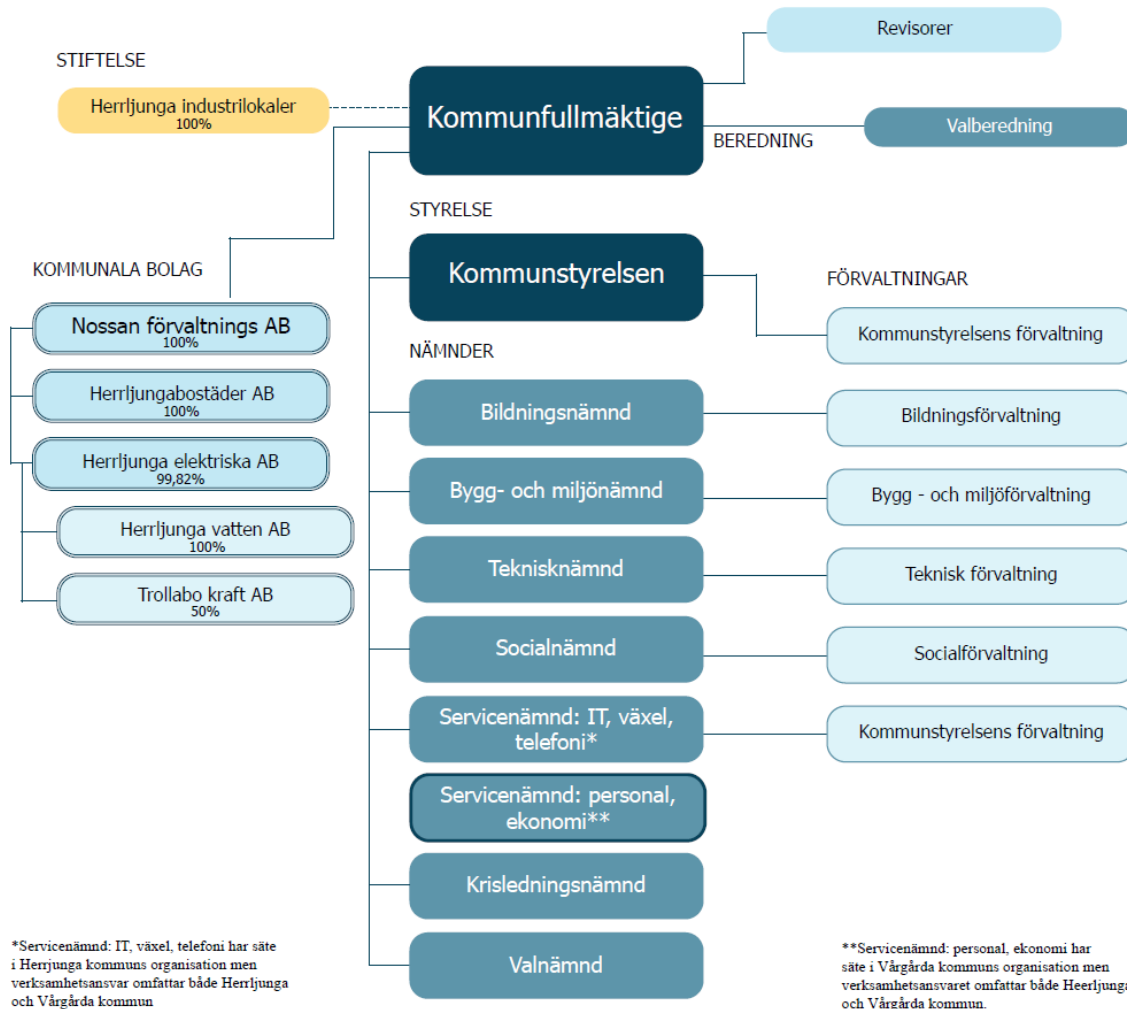 Revisorer
STIFTELSE
Herrljunga industrilokaler
100%
Kommunfullmäktige
BEREDNING
Valberedning
STYRELSE
Kommunstyrelsen
KOMMUNALA BOLAG
Nossan förvaltnings AB
100%
Herrljungabostäder AB
100%
Herrljunga elektriska AB
99,82%
Herrljunga vatten AB
100%
Trollabo kraft AB
50%
FÖRVALTNINGAR
Kommunstyrelsens förvaltning
NÄMNDER
Bildningsnämnd
Bildningsförvaltning
Bygg- och miljönämnd
Bygg - och miljöförvaltning
Teknisknämnd
Teknisk förvaltning
Socialnämnd
Socialförvaltning
Servicenämnd: IT, växel,
telefoni*
Kommunstyrelsens förvaltning
Servicenämnd: personal,
ekonomi**
Krisledningsnämnd
Valnämnd
*Servicenämnd: IT, växel, telefoni har säte
i Herrjunga kommuns organisation men
verksamhetsansvar omfattar både Herrljunga
och Vårgårda kommun
**Servicenämnd: personal, ekonomi har
säte i Vårgårda kommuns organisation men
verksamhetsansvaret omfattar både Heerljunga
och Vårgårda kommun.